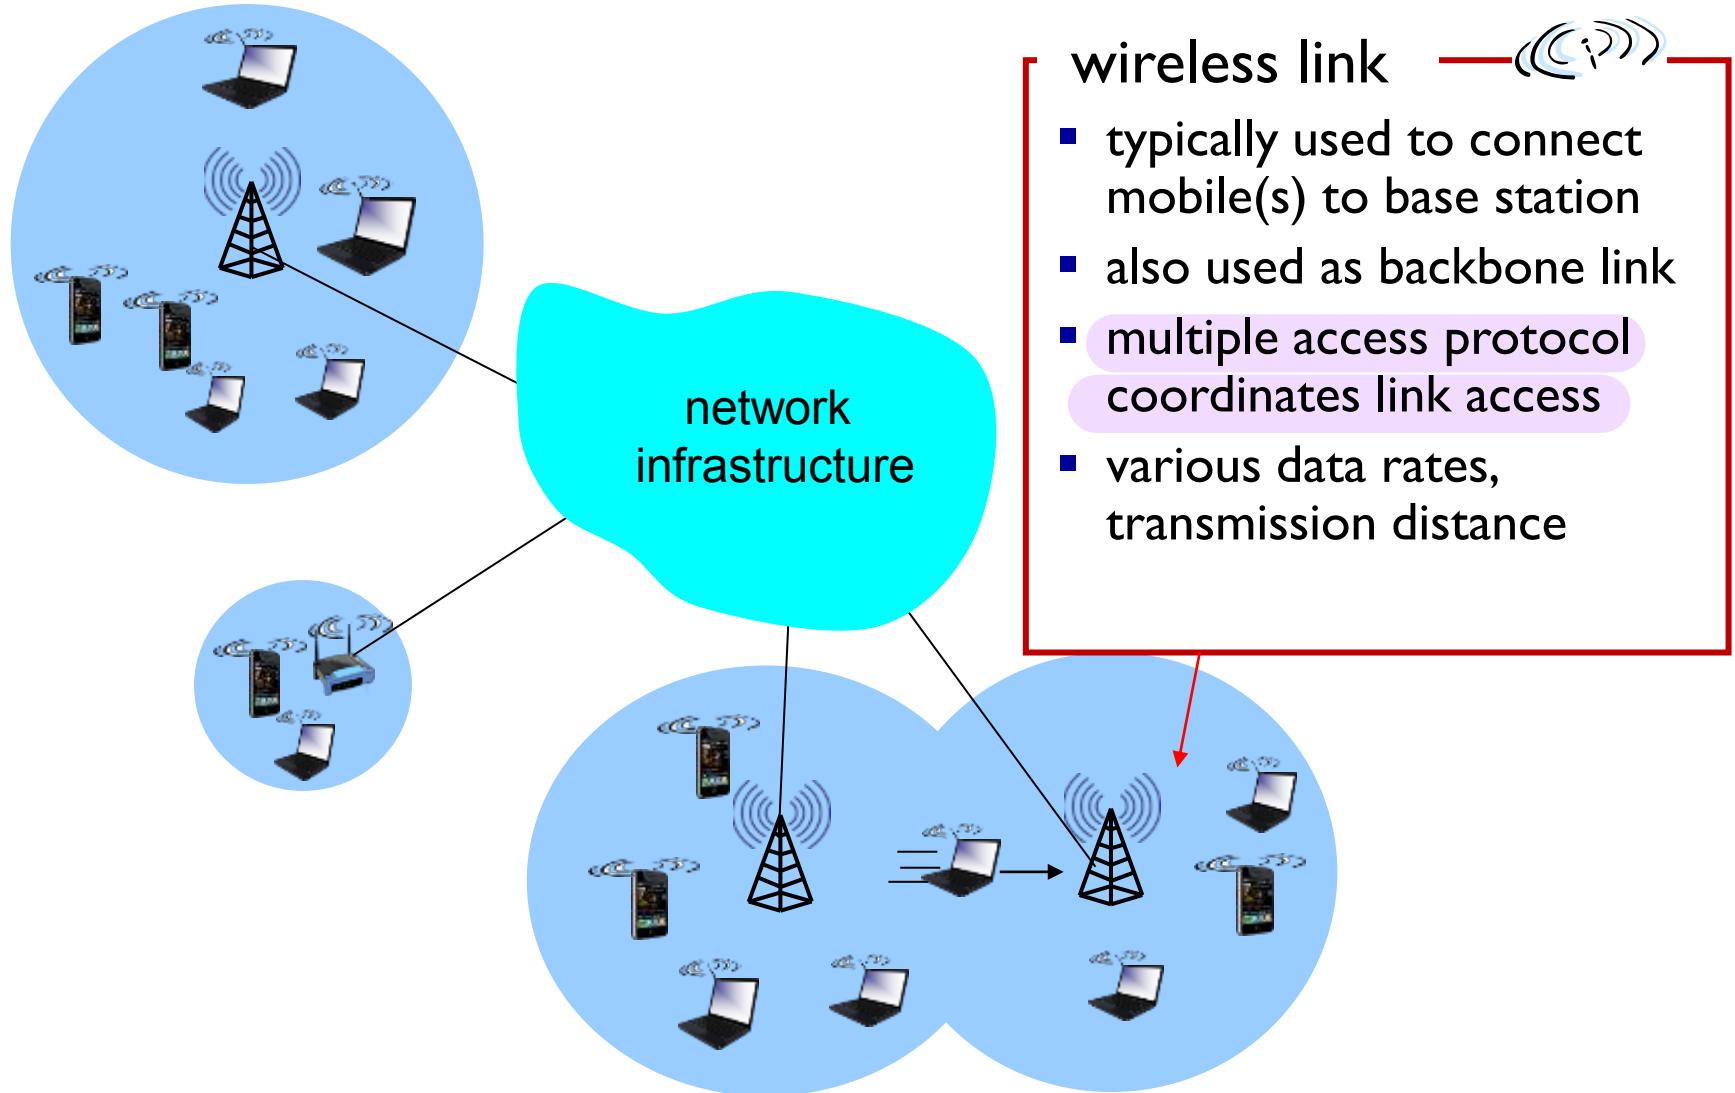 wireless link
typically used to connect
mobile(s) to base station
also used as backbone link
multiple access protocol
coordinates link access
various data rates,
transmission distance
network
infrastructure